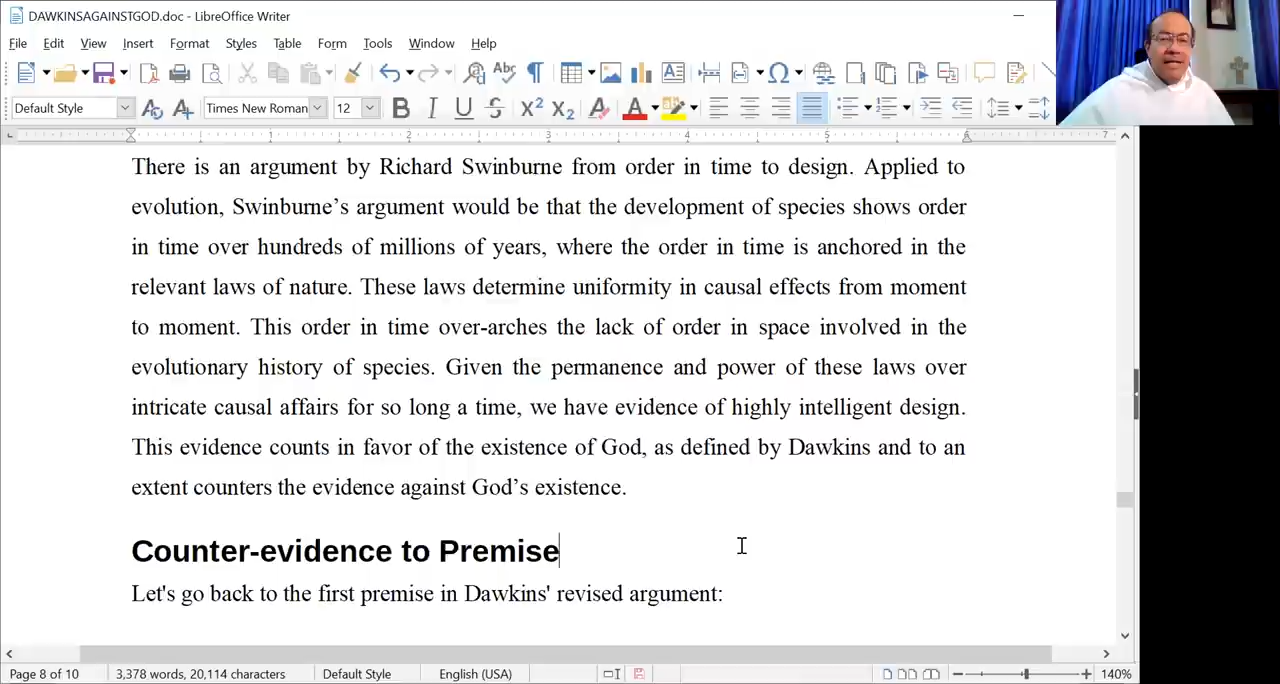 DAWKINSAGAINSTGOD.doc - LibreOffice Writer
File Edit View Insert Format Styles Table Form Tools Window Help
Default Style Times New Roman 12
1 2 3 4 5 6 7
There is an argument by Richard Swinburne from order in time to design. Applied to
evolution, Swinburne’s argument would be that the development of species shows order
in time over hundreds of millions of years, where the order in time is anchored in the
relevant laws of nature. These laws determine uniformity in causal effects from moment
to moment. This order in time over-arches the lack of order in space involved in the
evolutionary history of species. Given the permanence and power of these laws over
intricate causal affairs for so long a time, we have evidence of highly intelligent design.
This evidence counts in favor of the existence of God, as defined by Dawkins and to an
extent counters the evidence against God’s existence.
Counter-evidence to Premise
Let's go back to the first premise in Dawkins' revised argument:
Page 8 of 10 3,378 words, 20,114 characters Default Style English (USA) 140%